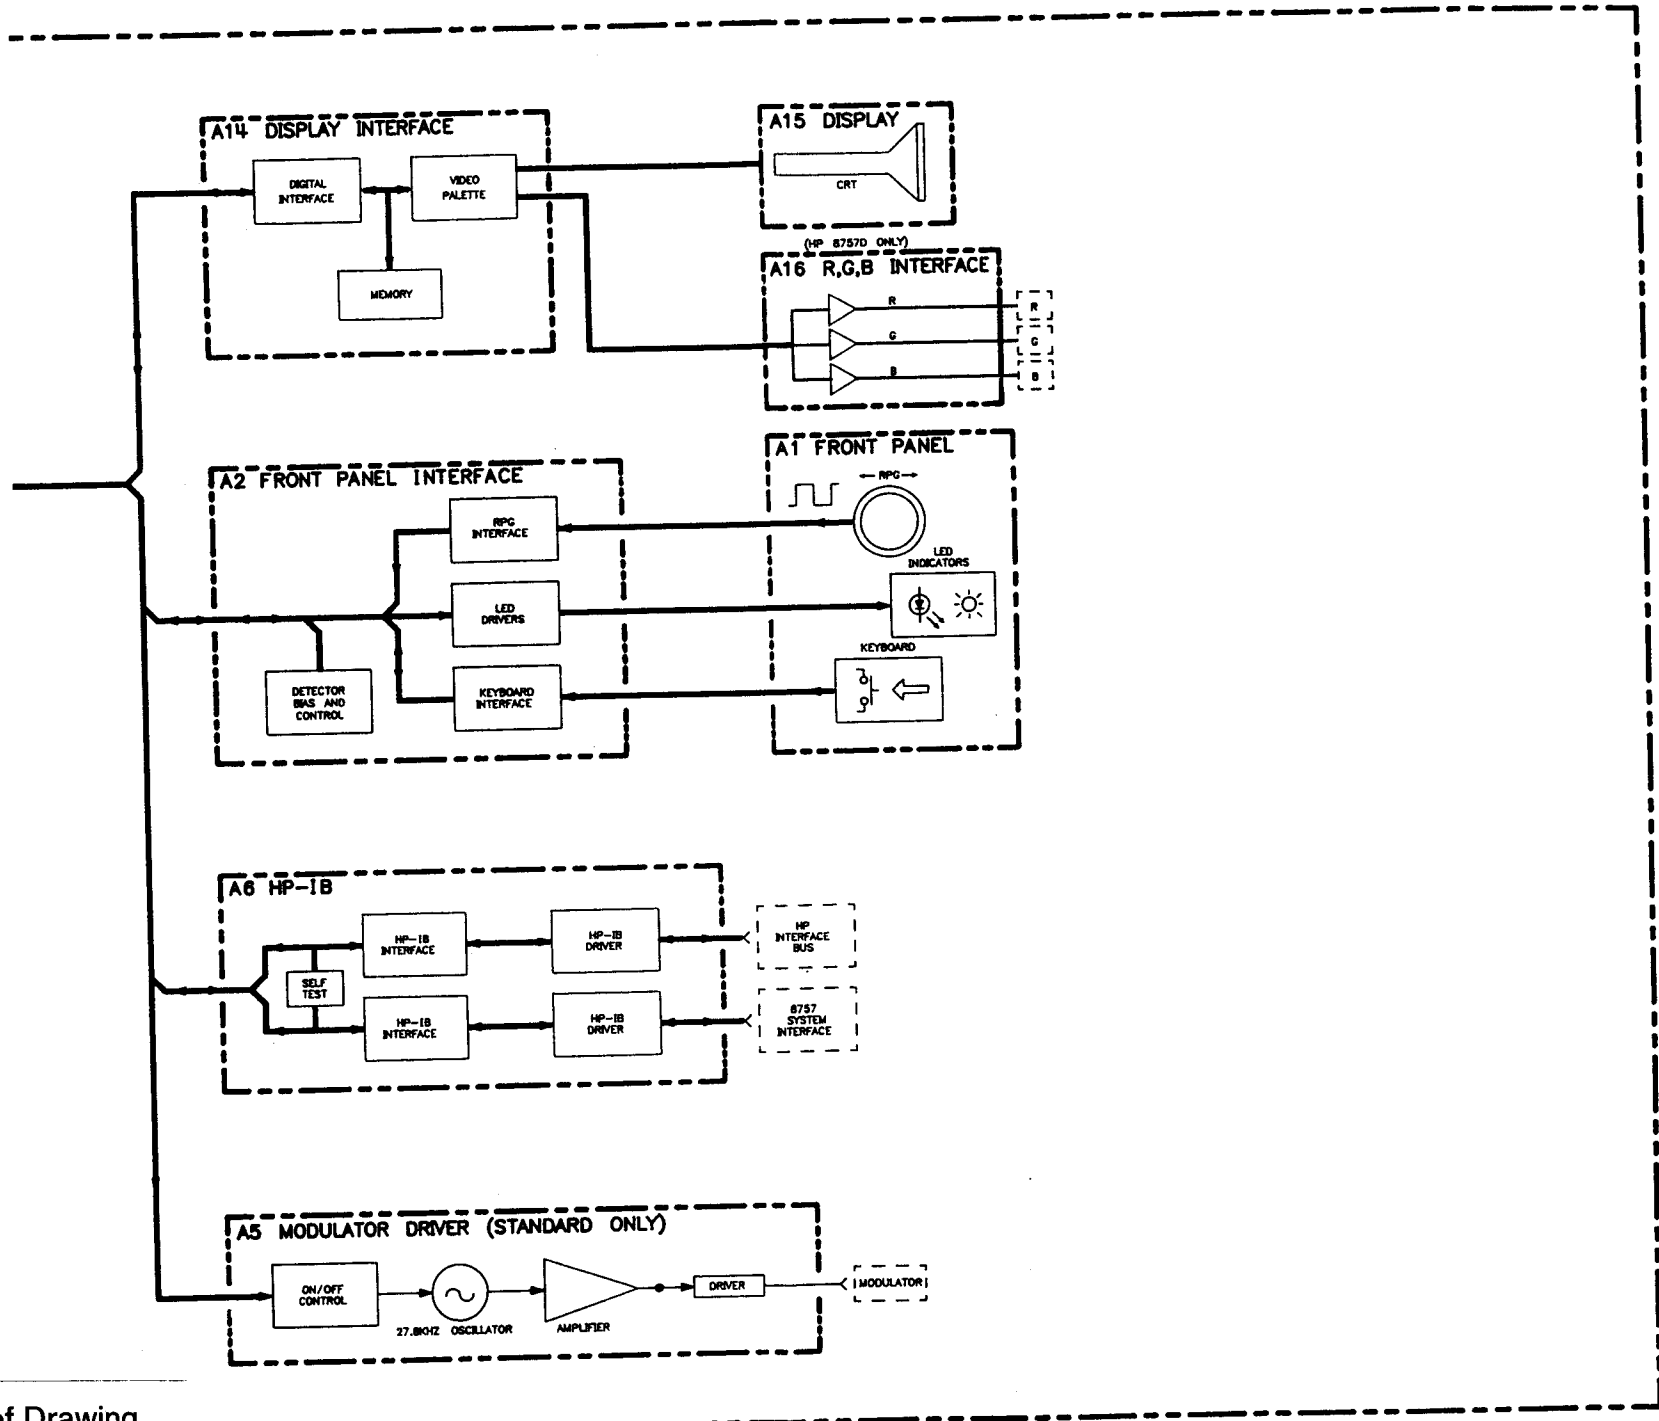 A14 DISPLAY INTERFACE
DIGITAL
INTERFACE
VIDEO
PALETTE
MEMORY
A15 DISPLAY
CRT
(HP 8757D ONLY)
A16 R,G,B INTERFACE
R
R
G
G
B
B
A2 FRONT PANEL INTERFACE
RPG
INTERFACE
LED
DRIVERS
DETECTOR
BIAS AND
CONTROL
KEYBOARD
INTERFACE
A1 FRONT PANEL
RPG
LED
INDICATORS
KEYBOARD
A6 HP-IB
HP-IB
INTERFACE
HP-IB
DRIVER
HP
INTERFACE
BUS
SELF
TEST
HP-IB
INTERFACE
HP-IB
DRIVER
8757
SYSTEM
INTERFACE
A5 MODULATOR DRIVER (STANDARD ONLY)
ON/OFF
CONTROL
27.8KHZ OSCILLATOR
AMPLIFIER
DRIVER
MODULATOR
of Drawing